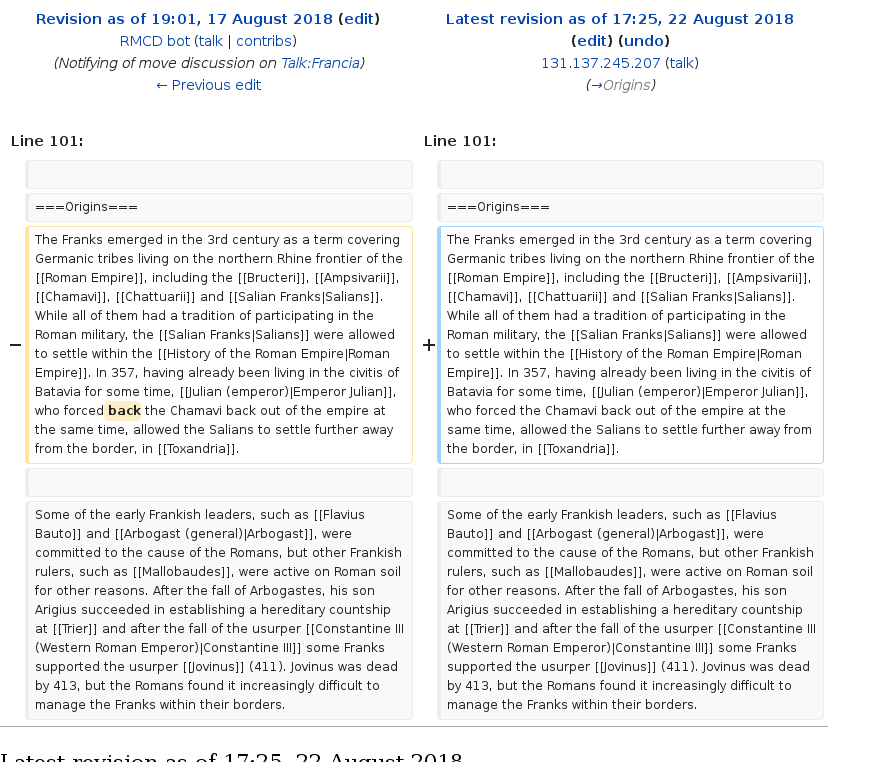 Revision as of 19:01, 17 August 2018 (edit)
RMCD bot (talk | contribs)
(Notifying of move discussion on Talk:Francia)
← Previous edit
Latest revision as of 17:25, 22 August 2018
(edit) (undo)
131.137.245.207 (talk)
(→Origins)
Line 101:
Line 101:
===Origins===
===Origins===
−
The Franks emerged in the 3rd century as a term covering
Germanic tribes living on the northern Rhine frontier of the
[[Roman Empire]], including the [[Bructeri]], [[Ampsivarii]],
[[Chamavi]], [[Chattuarii]] and [[Salian Franks|Salians]].
While all of them had a tradition of participating in the
Roman military, the [[Salian Franks|Salians]] were allowed
to settle within the [[History of the Roman Empire|Roman
Empire]]. In 357, having already been living in the civitis of
Batavia for some time, [[Julian (emperor)|Emperor Julian]],
who forced back the Chamavi back out of the empire at
the same time, allowed the Salians to settle further away
from the border, in [[Toxandria]].
+
The Franks emerged in the 3rd century as a term covering
Germanic tribes living on the northern Rhine frontier of the
[[Roman Empire]], including the [[Bructeri]], [[Ampsivarii]],
[[Chamavi]], [[Chattuarii]] and [[Salian Franks|Salians]].
While all of them had a tradition of participating in the
Roman military, the [[Salian Franks|Salians]] were allowed
to settle within the [[History of the Roman Empire|Roman
Empire]]. In 357, having already been living in the civitis of
Batavia for some time, [[Julian (emperor)|Emperor Julian]],
who forced the Chamavi back out of the empire at the
same time, allowed the Salians to settle further away from
the border, in [[Toxandria]].
Some of the early Frankish leaders, such as [[Flavius
Bauto]] and [[Arbogast (general)|Arbogast]], were
committed to the cause of the Romans, but other Frankish
rulers, such as [[Mallobaudes]], were active on Roman soil
for other reasons. After the fall of Arbogastes, his son
Arigius succeeded in establishing a hereditary countship
at [[Trier]] and after the fall of the usurper [[Constantine III
(Western Roman Emperor)|Constantine III]] some Franks
supported the usurper [[Jovinus]] (411). Jovinus was dead
by 413, but the Romans found it increasingly difficult to
manage the Franks within their borders.
Some of the early Frankish leaders, such as [[Flavius
Bauto]] and [[Arbogast (general)|Arbogast]], were
committed to the cause of the Romans, but other Frankish
rulers, such as [[Mallobaudes]], were active on Roman soil
for other reasons. After the fall of Arbogastes, his son
Arigius succeeded in establishing a hereditary countship
at [[Trier]] and after the fall of the usurper [[Constantine III
(Western Roman Emperor)|Constantine III]] some Franks
supported the usurper [[Jovinus]] (411). Jovinus was dead
by 413, but the Romans found it increasingly difficult to
manage the Franks within their borders.
Latest revision as of 17:25, 22 August 2018